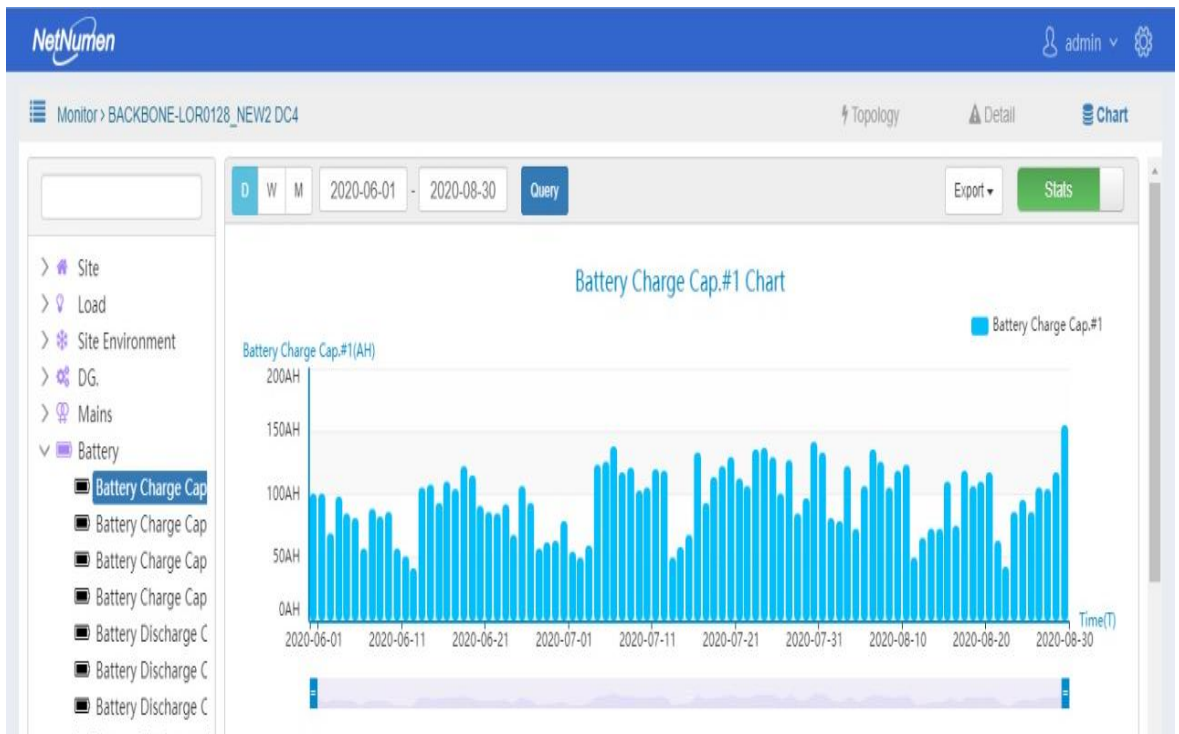 NetNumen
admin
Monitor > BACKBONE-LOR0128_NEW2 DC4
Topology
Detail
Chart
D W M 2020-06-01 - 2020-08-30 Query
Export
Stats
Site
Load
Site Environment
DG.
Mains
Battery
Battery Charge Cap
Battery Charge Cap
Battery Charge Cap
Battery Charge Cap
Battery Discharge C
Battery Discharge C
Battery Discharge C
Battery Charge Cap.#1 Chart
Battery Charge Cap.#1
Battery Charge Cap.#1(AH)
200AH
150AH
100AH
50AH
0AH
Time(T)
2020-06-01 2020-06-11 2020-06-21 2020-07-01 2020-07-11 2020-07-21 2020-07-31 2020-08-10 2020-08-20 2020-08-30